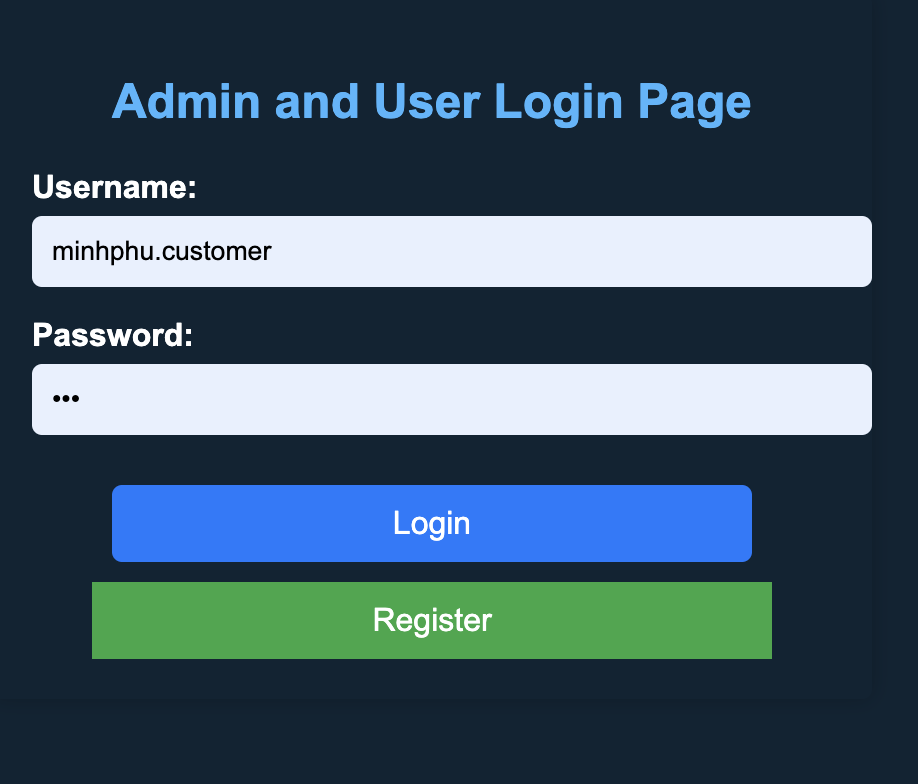 Admin and User Login Page
Username:
minhphu.customer
Password:
•••
Login
Register